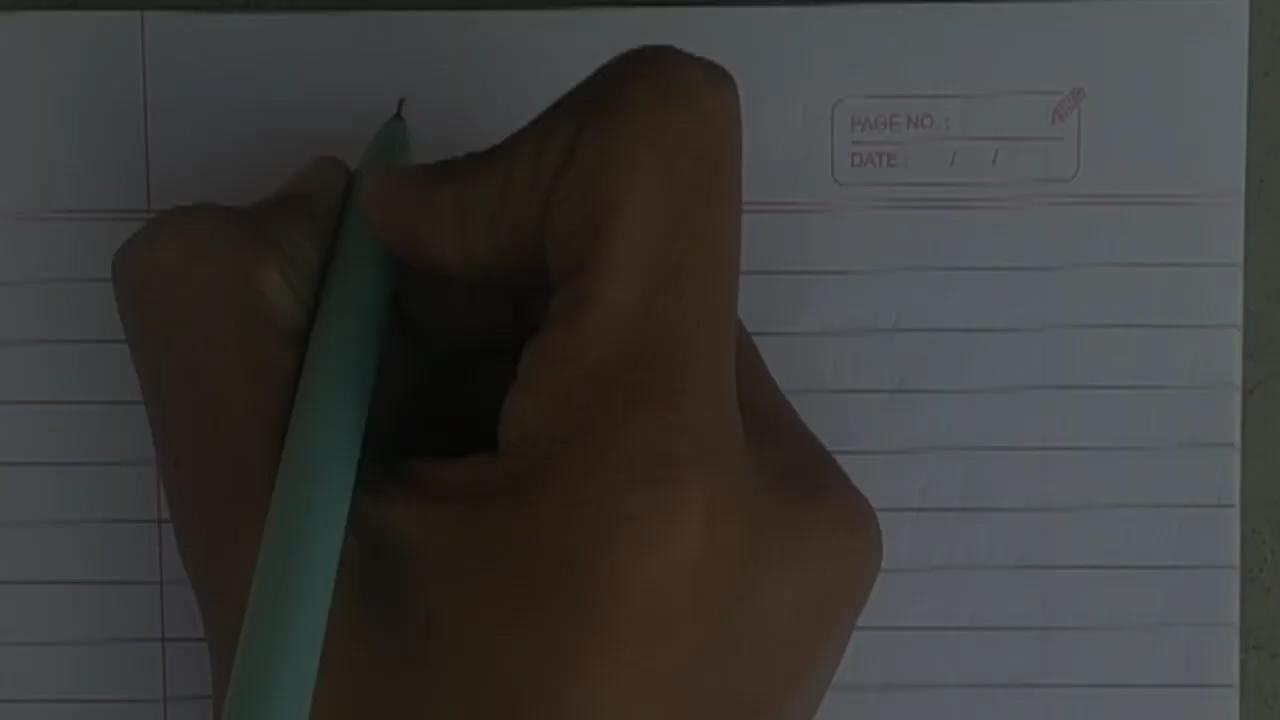 PAGE NO. :
DATE : / /